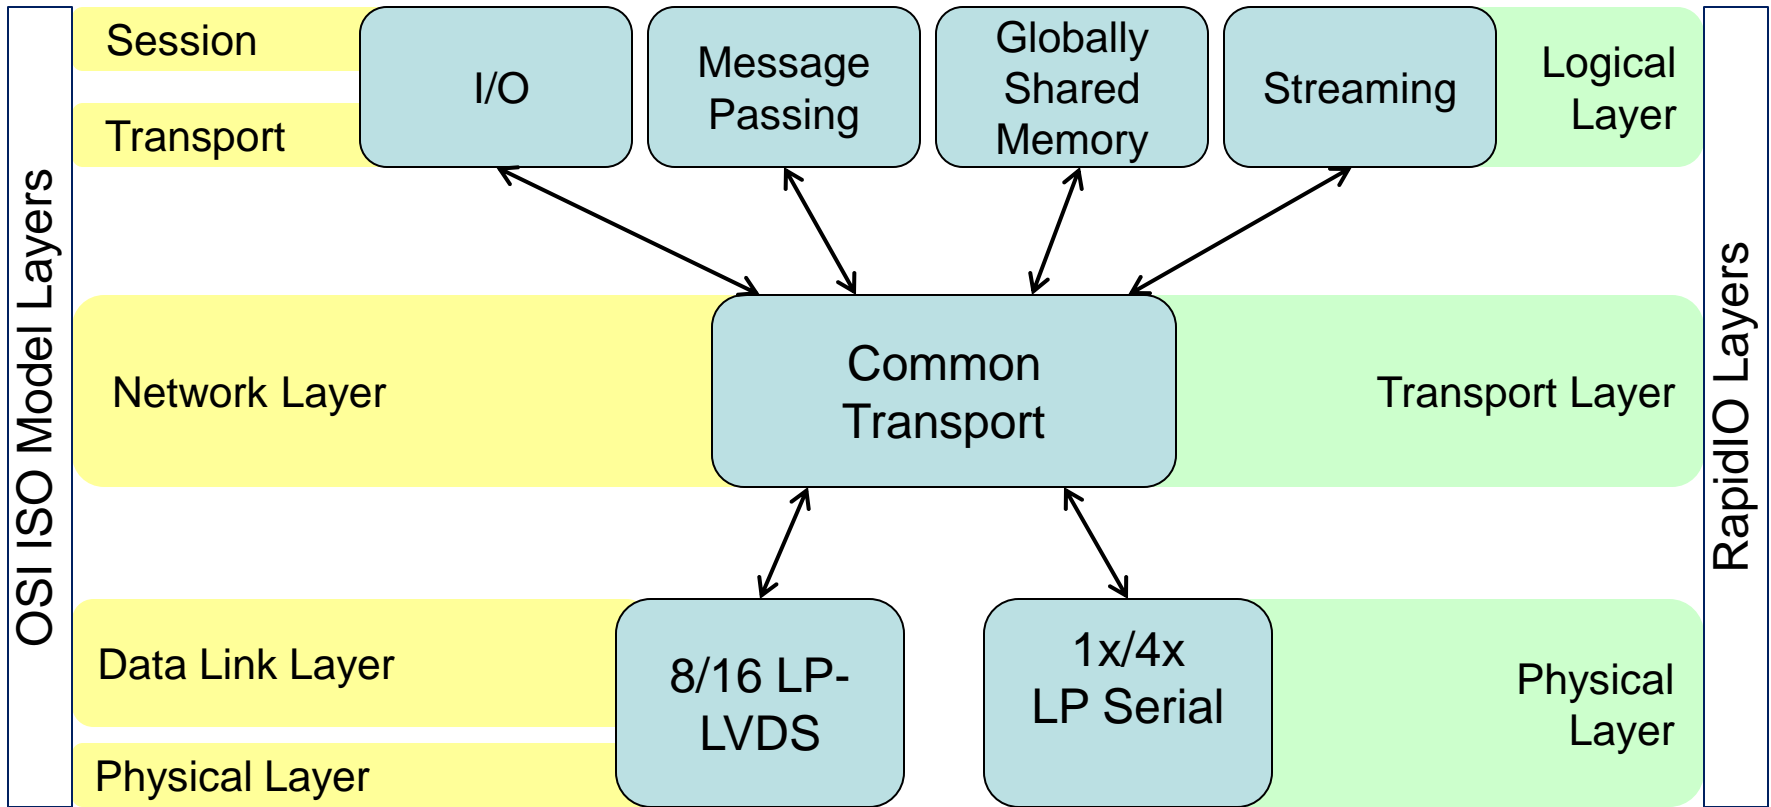 OSI ISO Model Layers
Session
Transport
I/O
Message
Passing
Globally
Shared
Memory
Streaming
Logical
Layer
Network Layer
Common
Transport
Transport Layer
Data Link Layer
Physical Layer
8/16 LP-
LVDS
1x/4x
LP Serial
Physical
Layer
RapidIO Layers